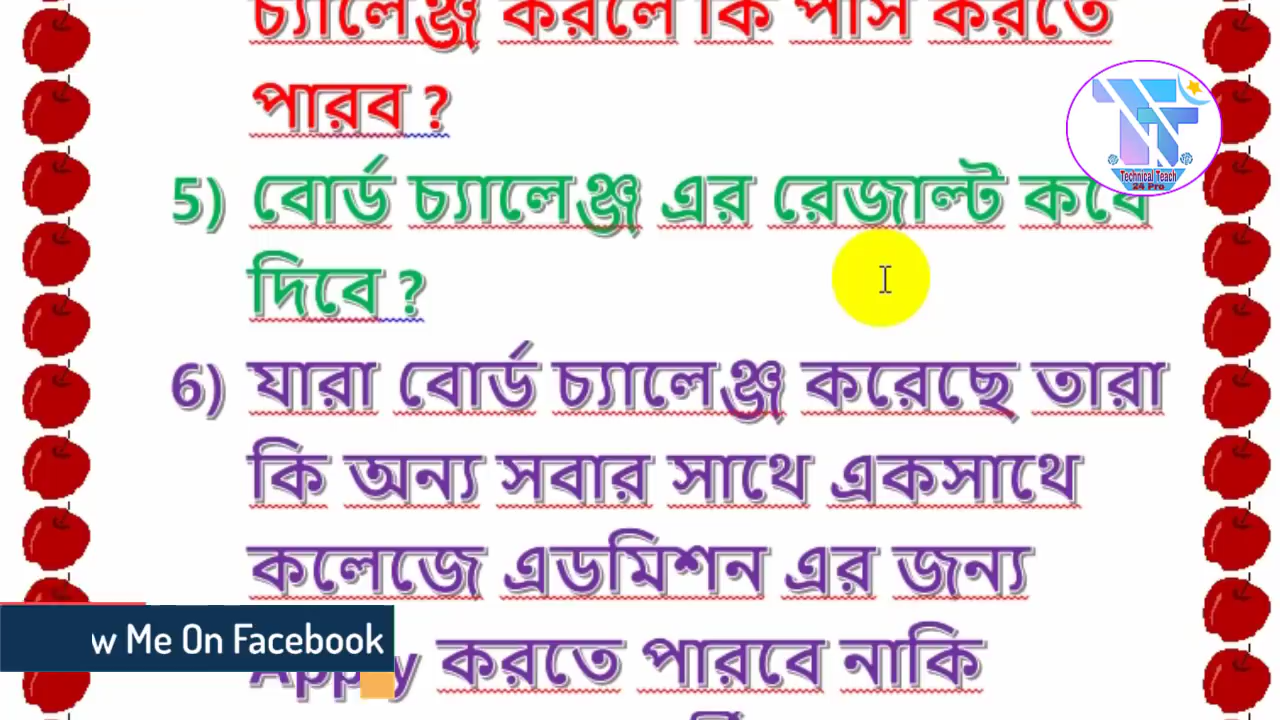 চ্যালেঞ্জ করলে কি পাস করতে
পারব ?
5) বোর্ড চ্যালেঞ্জ এর রেজাল্ট কবে
দিবে ?
6) যারা বোর্ড চ্যালেঞ্জ করেছে তারা
কি অন্য সবার সাথে একসাথে
কলেজে এডমিশন এর জন্য
Apply করতে পারবে নাকি
w Me On Facebook
Technical Teach
24 Pro